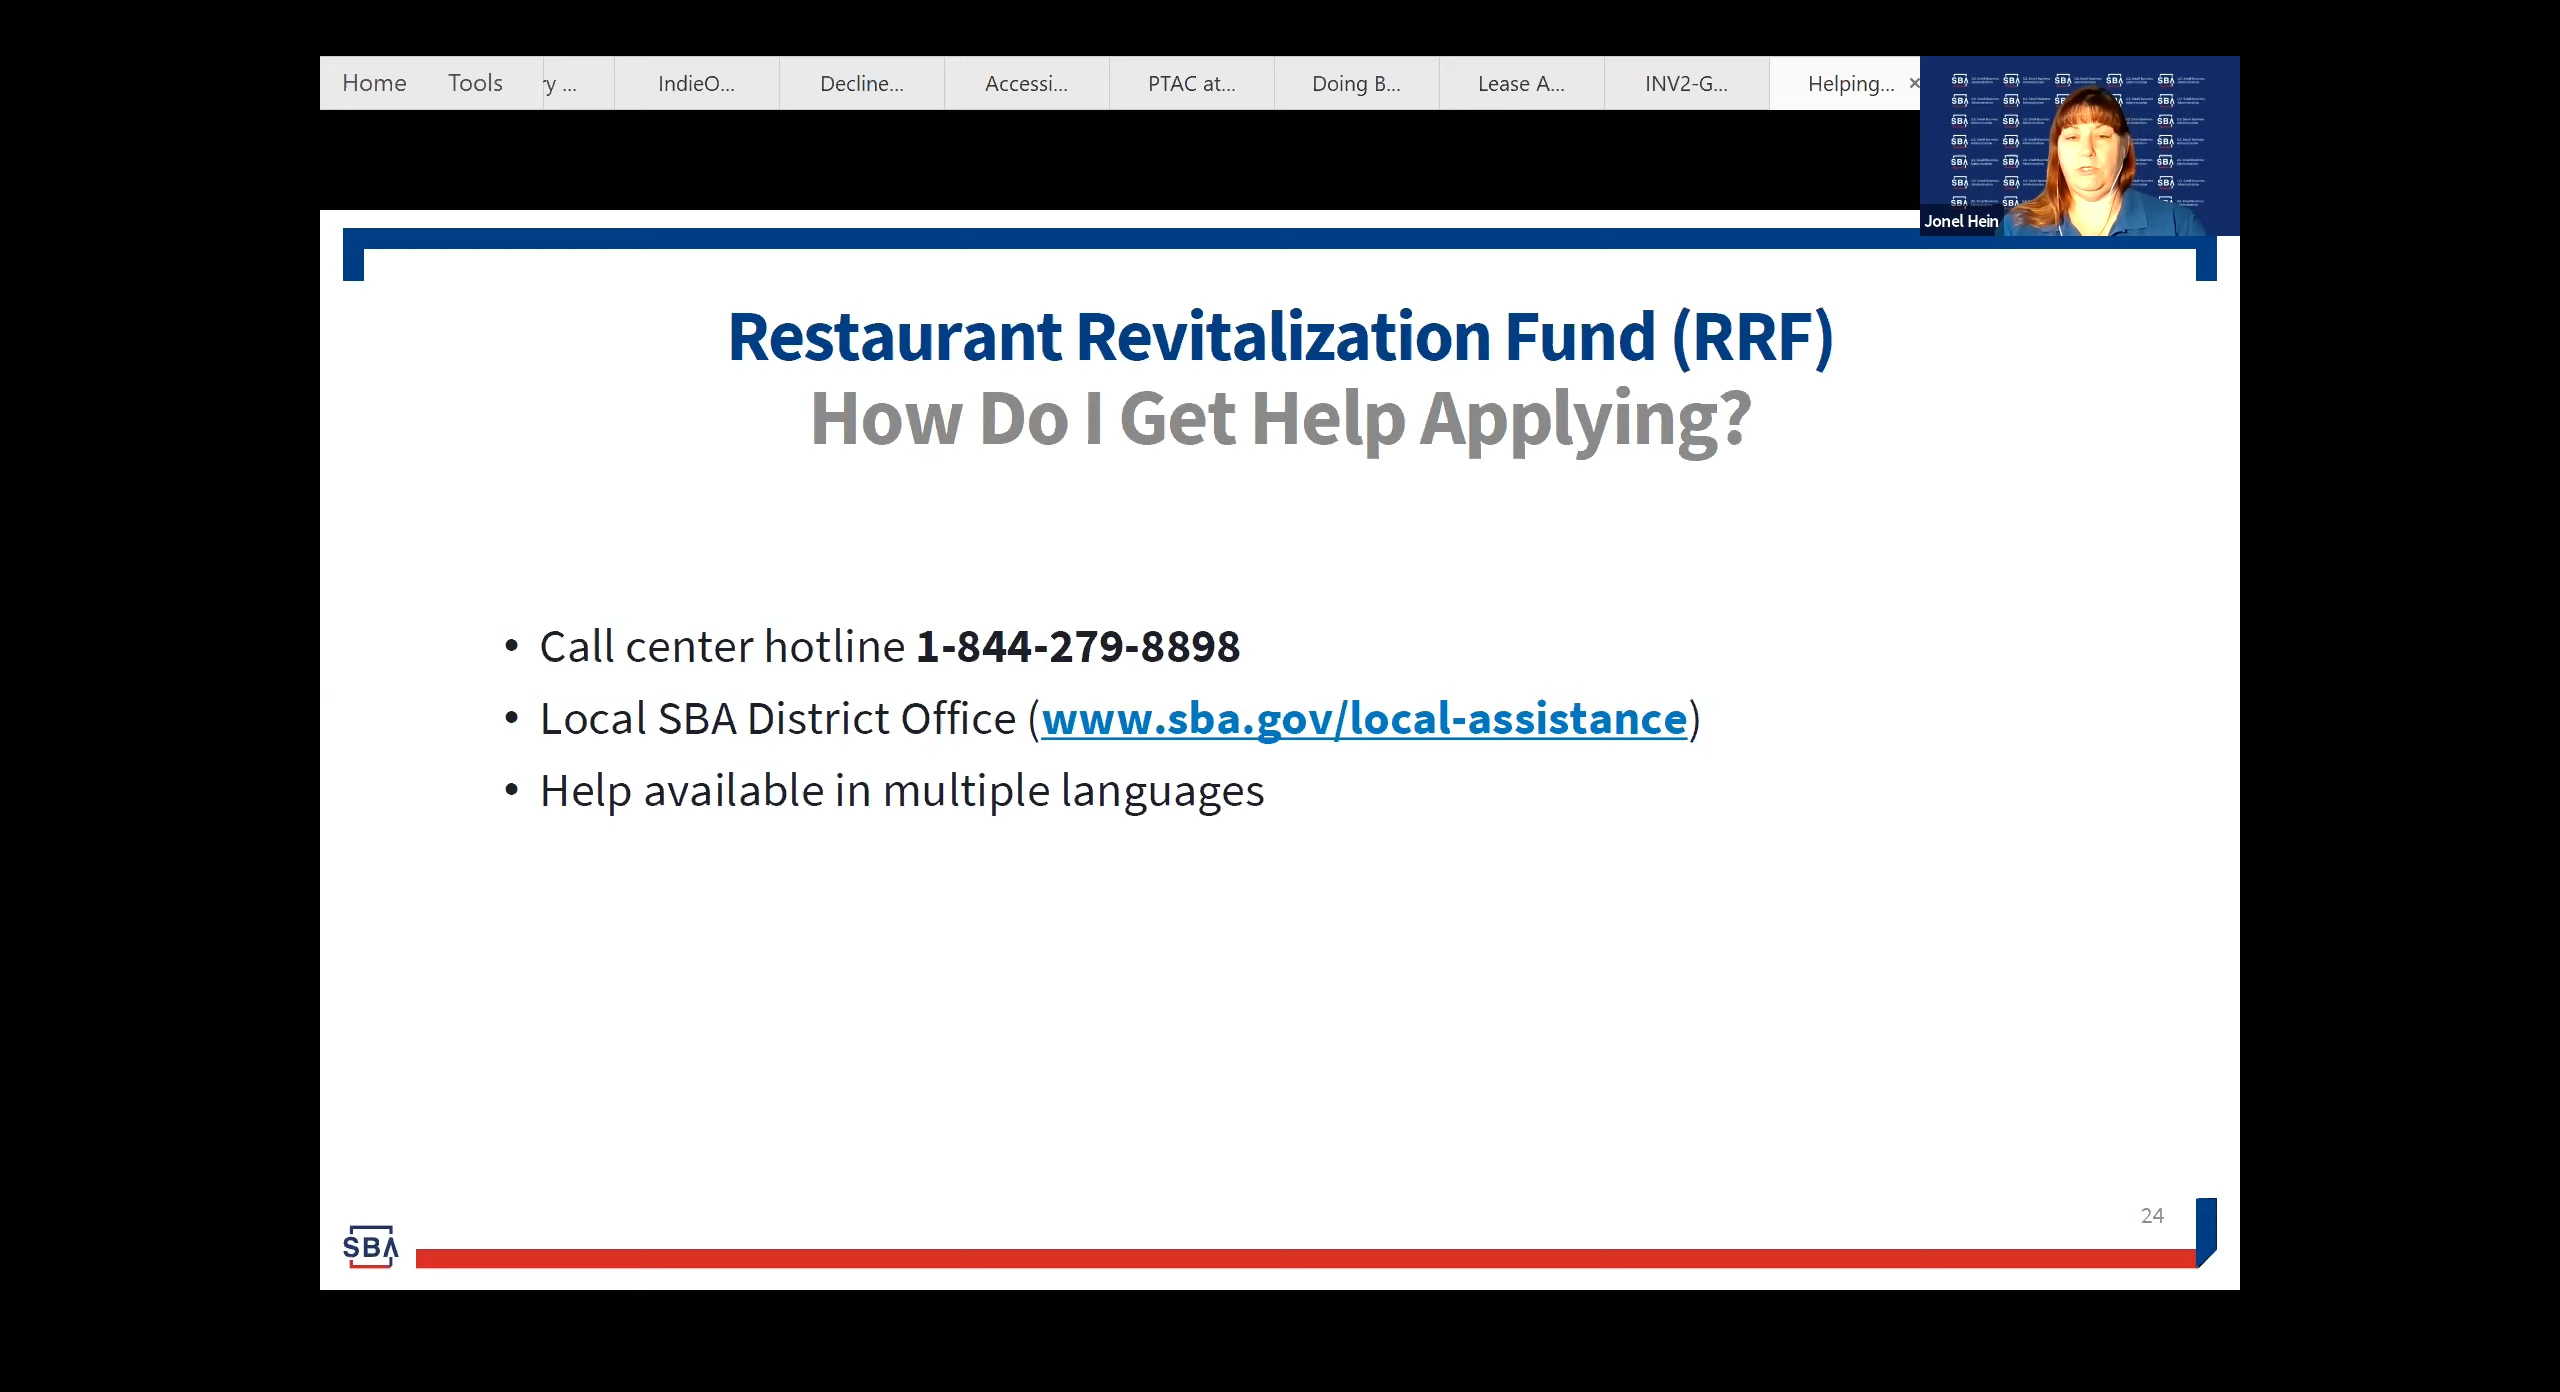 Home Tools ry ... IndieO... Decline... Accessi... PTAC at... Doing B... Lease A... INV2-G... Helping... ×
Jonel Hein
Restaurant Revitalization Fund (RRF)
How Do I Get Help Applying?
• Call center hotline 1-844-279-8898
• Local SBA District Office (www.sba.gov/local-assistance)
• Help available in multiple languages
24
SBA